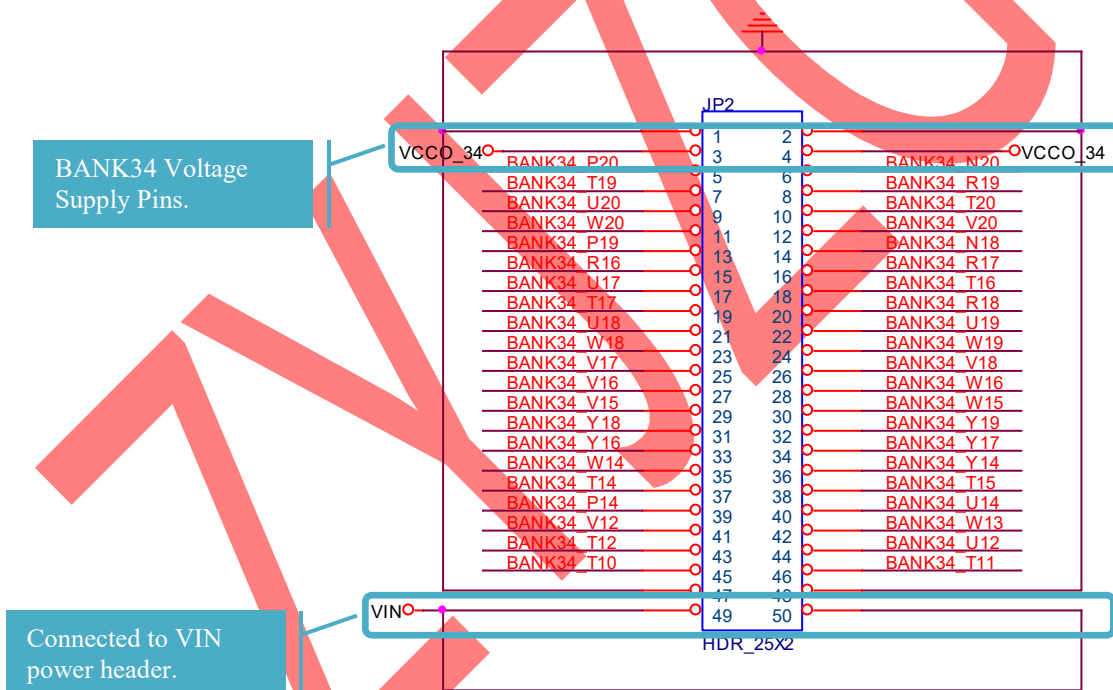 JP2
1 2
VCCO_34 3 4 VCCO_34
BANK34 Voltage
Supply Pins.
BANK34_P20 5 6 BANK34_N20
BANK34_T19 7 8 BANK34_R19
BANK34_U20 9 10 BANK34_T20
BANK34_W20 11 12 BANK34_V20
BANK34_P19 13 14 BANK34_N18
BANK34_R16 15 16 BANK34_R17
BANK34_U17 17 18 BANK34_T16
BANK34_T17 19 20 BANK34_R18
BANK34_U18 21 22 BANK34_U19
BANK34_W18 23 24 BANK34_W19
BANK34_V17 25 26 BANK34_V18
BANK34_V16 27 28 BANK34_W16
BANK34_V15 29 30 BANK34_W15
BANK34_Y18 31 32 BANK34_Y19
BANK34_Y16 33 34 BANK34_Y17
BANK34_W14 35 36 BANK34_Y14
BANK34_T14 37 38 BANK34_T15
BANK34_P14 39 40 BANK34_U14
BANK34_V12 41 42 BANK34_W13
BANK34_T12 43 44 BANK34_U12
BANK34_T10 45 46 BANK34_T11
47 48
VIN 49 50
Connected to VIN
power header.
HDR_25X2